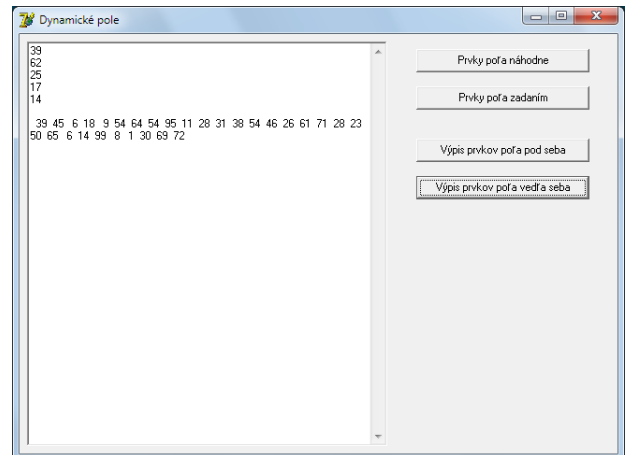 Dynamické pole
39
62
25
17
14
39 45 6 18 9 54 64 54 95 11 28 31 38 54 46 26 61 71 28 23
50 65 6 14 99 8 1 30 69 72
Prvky poľa náhodne
Prvky poľa zadaním
Výpis prvkov poľa pod seba
Výpis prvkov poľa vedľa seba